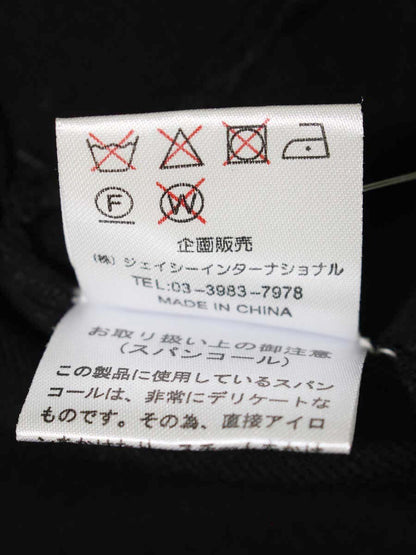 F
W
企画販売
(株)ジェイシーインターナショナル
TEL:03-3983-7978
MADE IN CHINA
お取り扱い上の御注意
(スパンコール)
この製品に使用しているスパン
コールは、非常にデリケートな
ものです。その為、直接アイロ